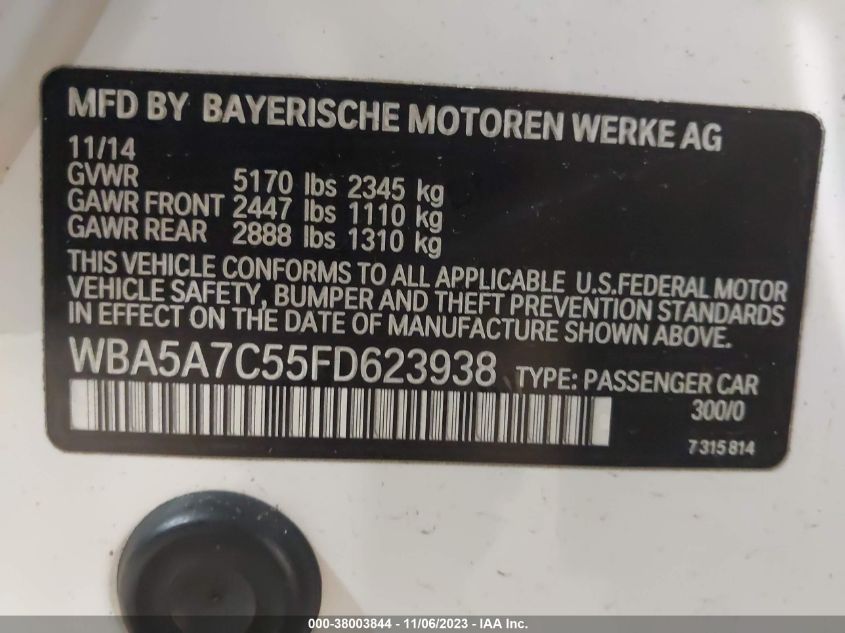 MFD BY BAYERISCHE MOTOREN WERKE AG
11/14
GVWR 5170 lbs 2345 kg
GAWR FRONT 2447 lbs 1110 kg
GAWR REAR 2888 lbs 1310 kg
THIS VEHICLE CONFORMS TO ALL APPLICABLE U.S.FEDERAL MOTOR
VEHICLE SAFETY, BUMPER AND THEFT PREVENTION STANDARDS
IN EFFECT ON THE DATE OF MANUFACTURE SHOWN ABOVE.
WBA5A7C55FD623938 TYPE: PASSENGER CAR
300/0
7 315 814
000-38003844 - 11/06/2023 - IAA Inc.